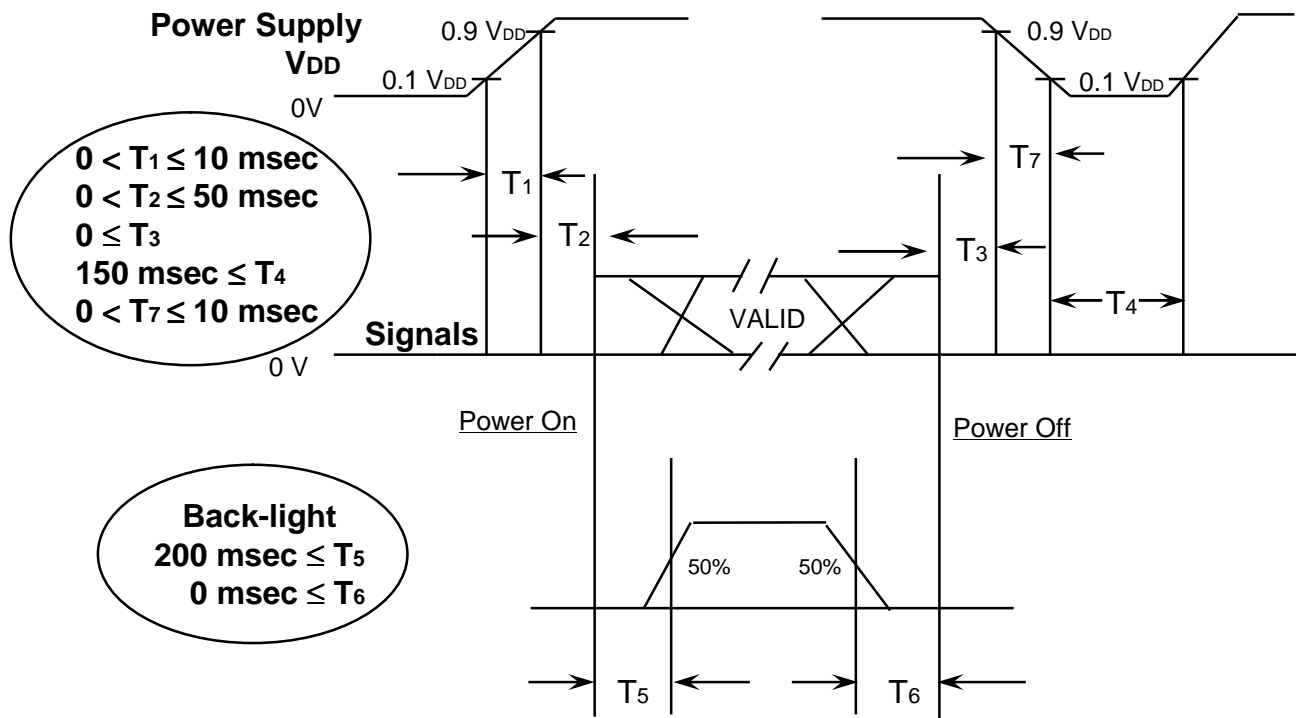 Power Supply
VDD
0.9 VDD
0.1 VDD
0V
0.9 VDD
0.1 VDD
0 < T1 ≤ 10 msec
0 < T2 ≤ 50 msec
0 ≤ T3
150 msec ≤ T4
0 < T7 ≤ 10 msec
T1
T2
T7
T3
T4
VALID
Signals
0 V
Power On
Power Off
Back-light
200 msec ≤ T5
0 msec ≤ T6
50%
50%
T5
T6